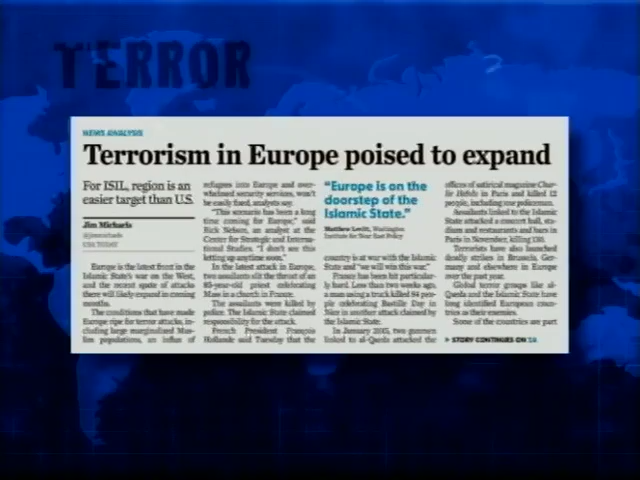 TERROR
NEWS ANALYSIS
Terrorism in Europe poised to expand
For ISIL, region is an
easier target than U.S.
Jim Michaels
@jimmichaels
USA TODAY
Europe is the latest front in the
Islamic State's war on the West,
and the recent spate of attacks
there will likely expand in coming
months.
The conditions that have made
Europe ripe for terror attacks, in-
cluding large marginalized Mus-
lim populations, an influx of
refugees into Europe and over-
whelmed security services, won't
be easily fixed, analysts say.
"This scenario has been a long
time coming for Europe," said
Rick Nelson, an analyst at the
Center for Strategic and Interna-
tional Studies. "I don't see this
letting up anytime soon."
In the latest attack in Europe,
two assailants slit the throat of an
85-year-old priest celebrating
Mass in a church in France.
The assailants were killed by
police. The Islamic State claimed
responsibility for the attack.
French President François
Hollande said Tuesday that the
"Europe is on the
doorstep of the
Islamic State."
Matthew Levitt, Washington
Institute for Near East Policy
country is at war with the Islamic
State and "we will win this war."
France has been hit particular-
ly hard. Less than two weeks ago,
a man using a truck killed 84 peo-
ple celebrating Bastille Day in
Nice in another attack claimed by
the Islamic State.
In January 2015, two gunmen
linked to al-Qaeda attacked the
offices of satirical magazine Char-
lie Hebdo in Paris and killed 12
people, including one policeman.
Assailants linked to the Islamic
State attacked a concert hall, sta-
dium and restaurants and bars in
Paris in November, killing 130.
Terrorists have also launched
deadly strikes in Brussels, Ger-
many and elsewhere in Europe
over the past year.
Global terror groups like al-
Qaeda and the Islamic State have
long identified European coun-
tries as their enemies.
Some of the countries are part
STORY CONTINUES ON 2A